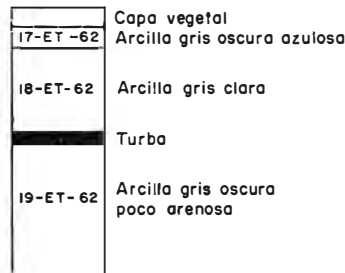 Capa vegetal
17-ET-62 Arcilla gris oscura azulosa
18-ET-62 Arcilla gris clara
Turba
19-ET-62 Arcilla gris oscura
poco arenosa